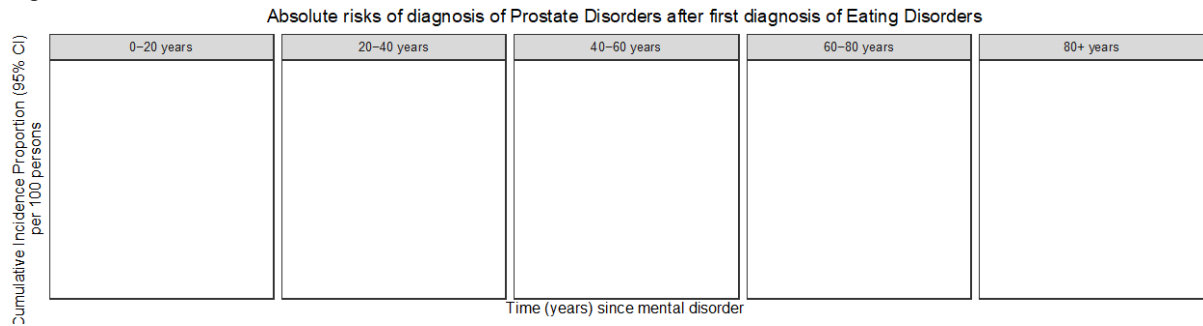 Absolute risks of diagnosis of Prostate Disorders after first diagnosis of Eating Disorders
Cumulative Incidence Proportion (95% CI)
per 100 persons
0−20 years
20−40 years
40−60 years
60−80 years
80+ years
Time (years) since mental disorder